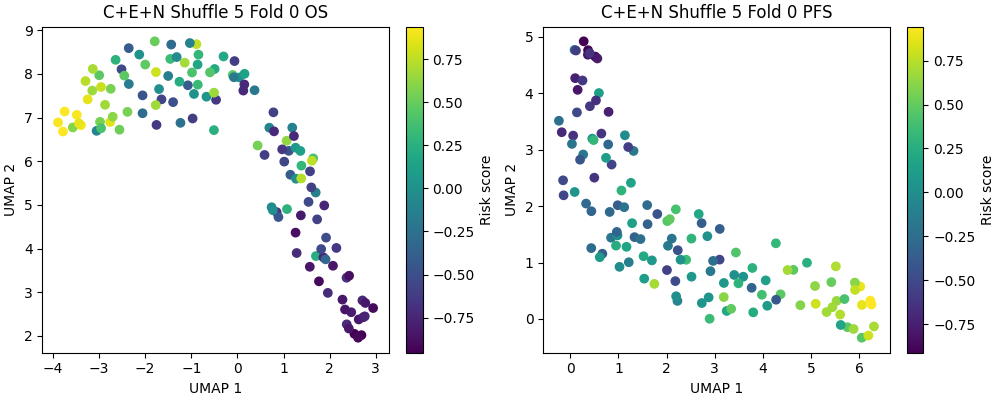 C+E+N Shuffle 5 Fold 0 OS
9
8
7
6
5
4
3
2
UMAP 2
−4 −3 −2 −1 0 1 2 3
UMAP 1
0.75
0.50
0.25
0.00
−0.25
−0.50
−0.75
Risk score
C+E+N Shuffle 5 Fold 0 PFS
5
4
3
2
1
0
UMAP 2
0 1 2 3 4 5 6
UMAP 1
0.75
0.50
0.25
0.00
−0.25
−0.50
−0.75
Risk score